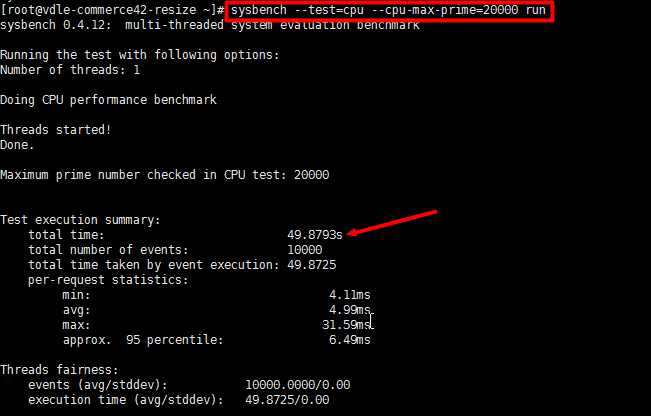 [root@vdle-commerce42-resize ~]# sysbench --test=cpu --cpu-max-prime=20000 run
sysbench 0.4.12:  multi-threaded system evaluation benchmark
Running the test with following options:
Number of threads: 1
Doing CPU performance benchmark
Threads started!
Done.
Maximum prime number checked in CPU test: 20000
Test execution summary:
    total time:                          49.8793s
    total number of events:              10000
    total time taken by event execution: 49.8725
    per-request statistics:
         min:                                  4.11ms
         avg:                                  4.99ms
         max:                                 31.59ms
         approx.  95 percentile:               6.49ms
Threads fairness:
    events (avg/stddev):           10000.0000/0.00
    execution time (avg/stddev):   49.8725/0.00